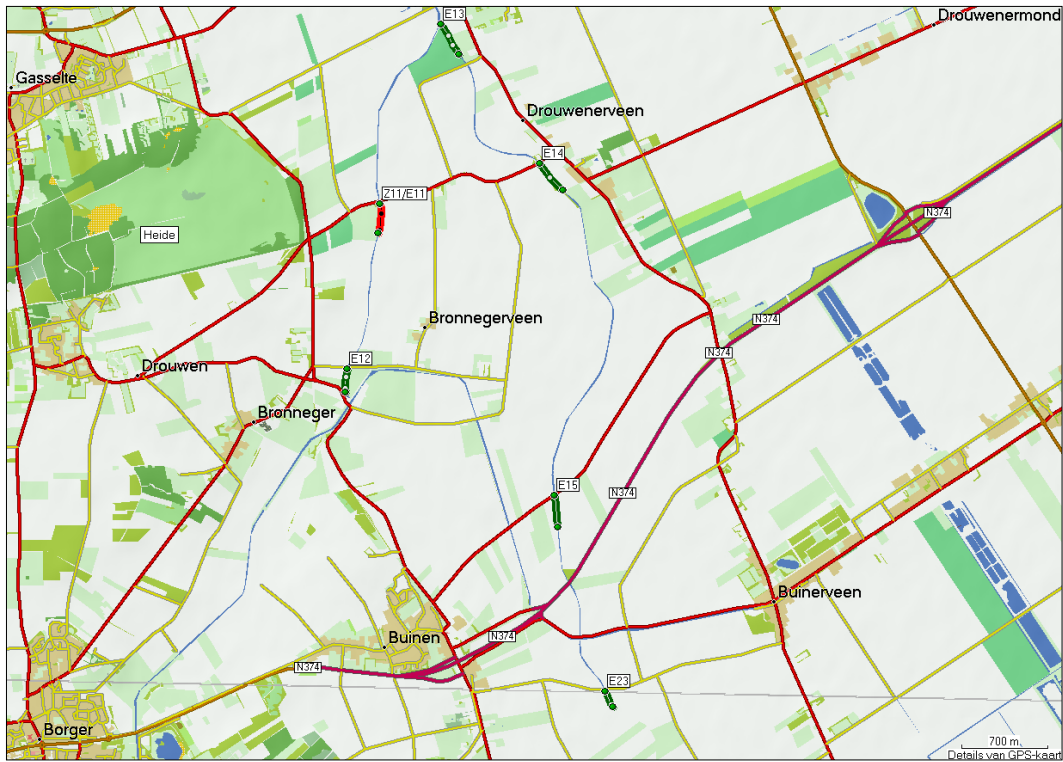 E13
Drouwenermond
Gasselte
Drouwenerveen
E14
Z11/E11
N374
Heide
Bronnegerveen
N374
N374
E12
Drouwen
Bronneger
E15
N374
Buinerveen
Buinen
N374
N374
E23
Borger
700 m
Details van GPS-kaart